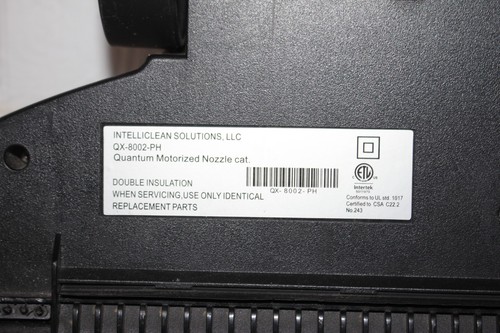 INTELLICLEAN SOLUTIONS, LLC
QX-8002-PH
Quantum Motorized Nozzle cat.
DOUBLE INSULATION
WHEN SERVICING,USE ONLY IDENTICAL
REPLACEMENT PARTS
QX- 8002- PH
ETL
Intertek
Conforms to UL std. 1017
Certified to CSA C22.2
No.243